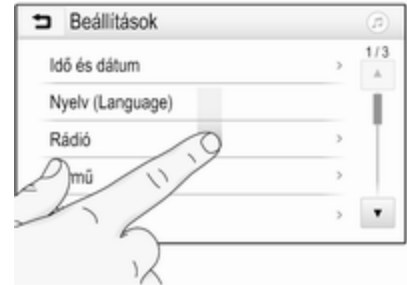 Beállítások
1/3
Idő és dátum
Nyelv (Language)
Rádió